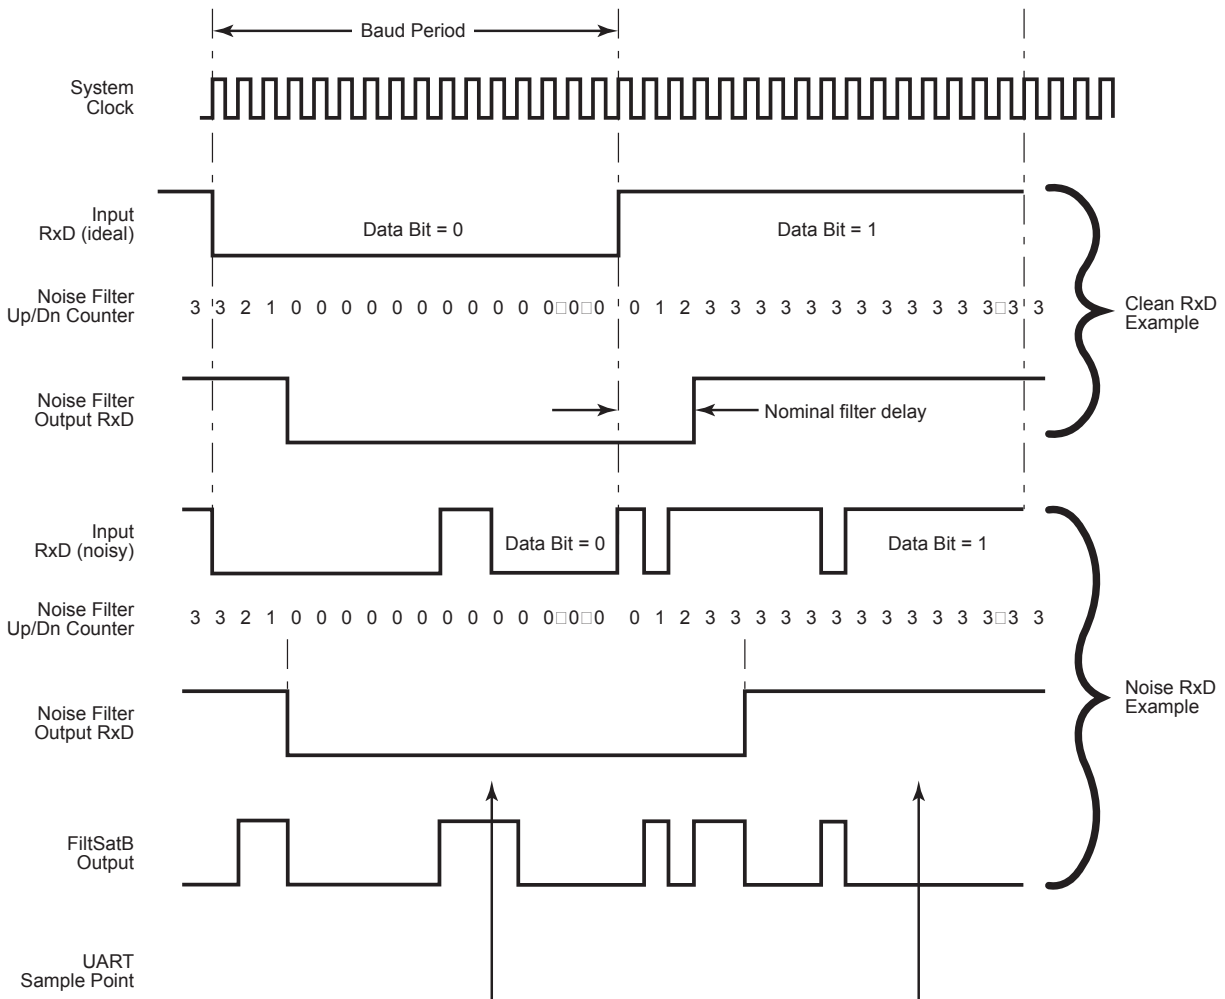 Baud Period
System
Clock
Input
RxD (ideal)
Data Bit = 0
Data Bit = 1
Noise Filter
Up/Dn Counter
3 3 2 1 0 0 0 0 0 0 0 0 0 0 0□0□0 0 1 2 3 3 3 3 3 3 3 3 3 3 3 3□3 3
Clean RxD
Example
Noise Filter
Output RxD
Nominal filter delay
Input
RxD (noisy)
Data Bit = 0
Data Bit = 1
Noise Filter
Up/Dn Counter
3 3 2 1 0 0 0 0 0 0 0 0 0 0 0□0□0 0 1 2 3 3 3 3 3 3 3 3 3 3 3 3□3 3
Noise RxD
Example
Noise Filter
Output RxD
FiltSatB
Output
UART
Sample Point